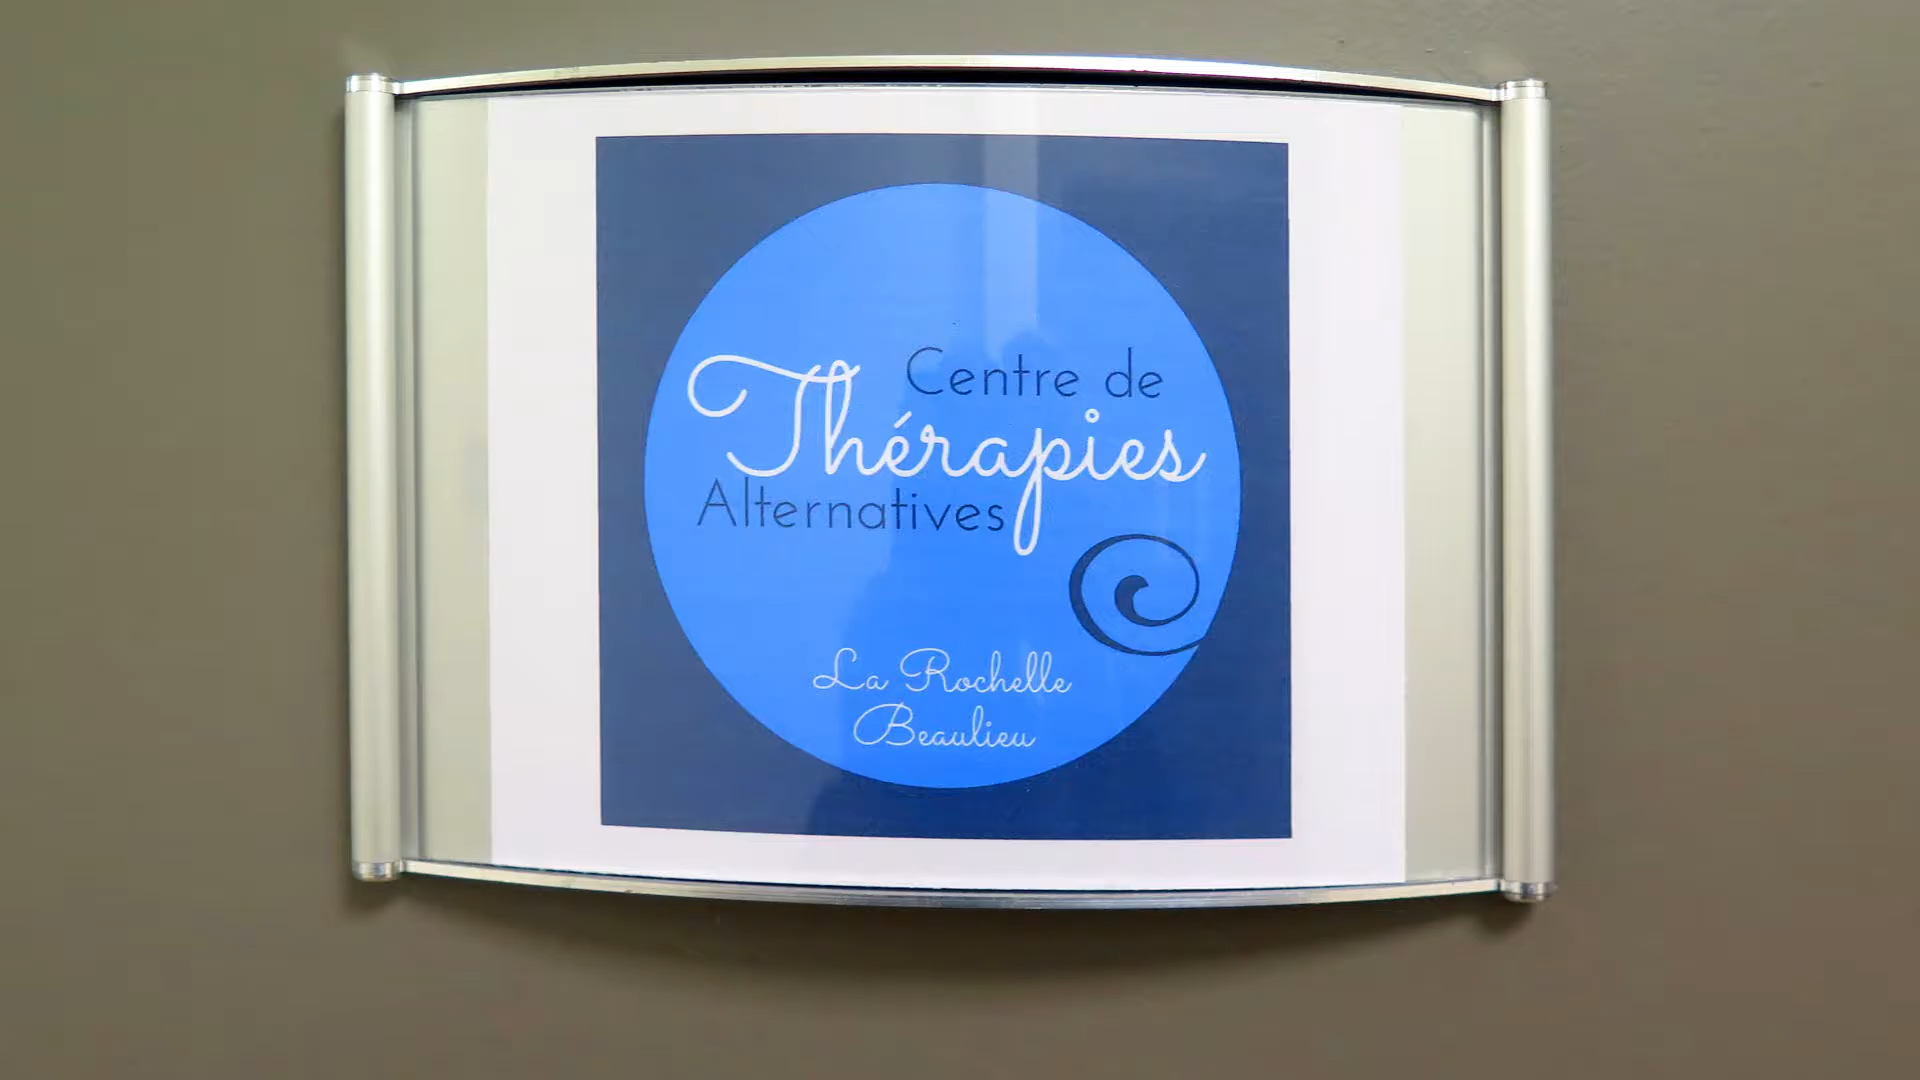 Centre de
Thérapies
Alternatives
La Rochelle
Beaulieu